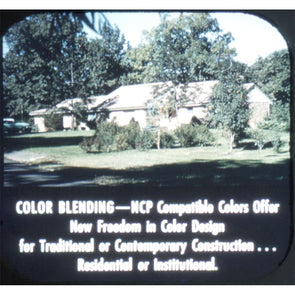 COLOR BLENDING—NCP Compatible Colors Offer
New Freedom in Color Design
for Traditional or Contemporary Construction...
Residential or Institutional.